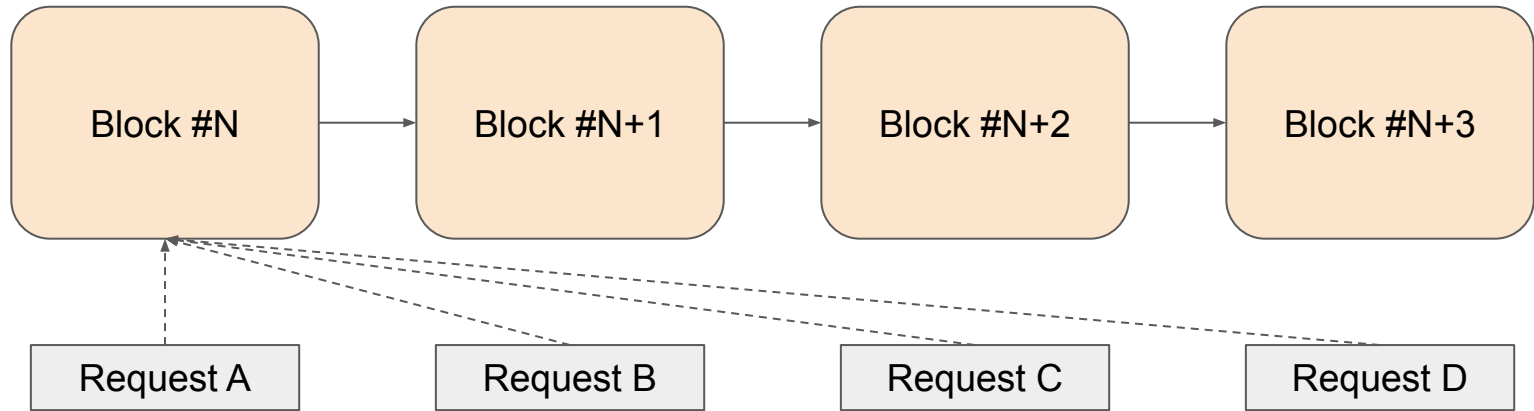 Block #N
Block #N+1
Block #N+2
Block #N+3
Request A
Request B
Request C
Request D